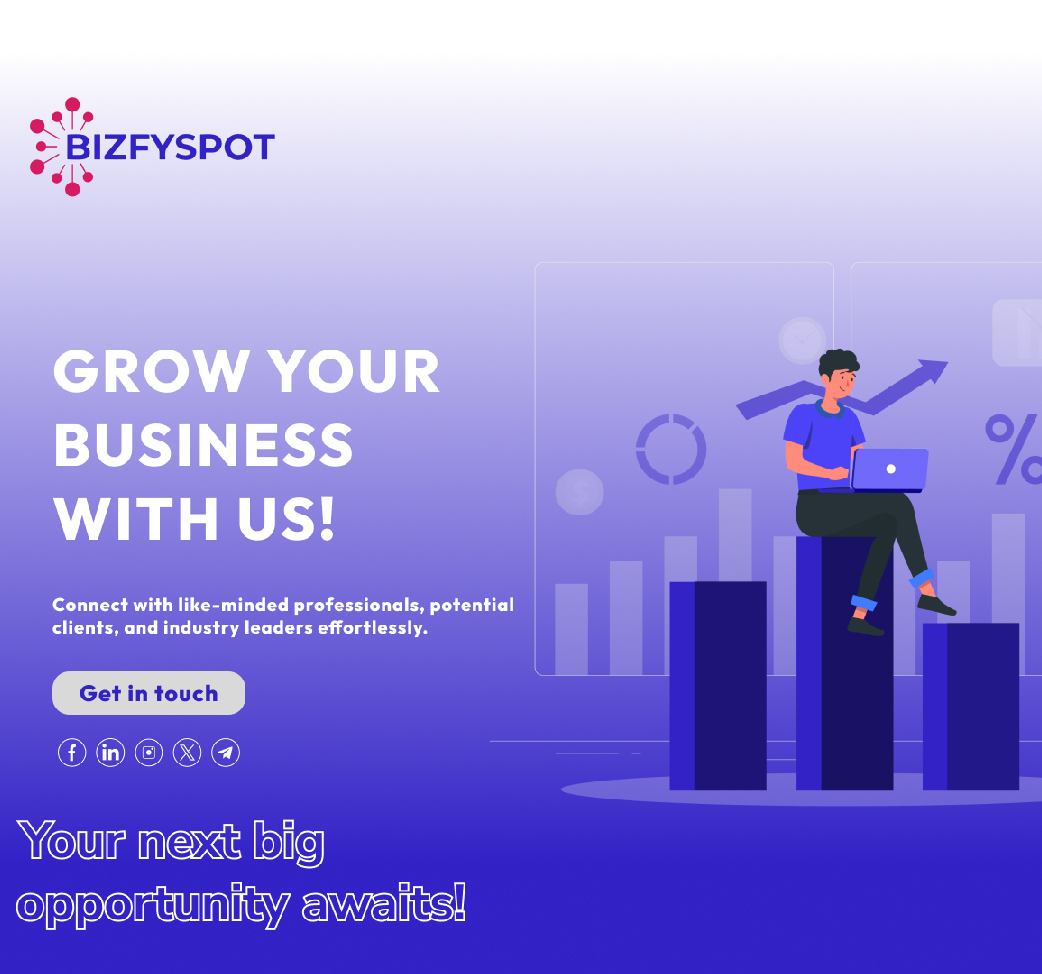 BIZFYSPOT
GROW YOUR
BUSINESS
WITH US!
Connect with like-minded professionals, potential
clients, and industry leaders effortlessly.
Get in touch
Your next big
opportunity awaits!